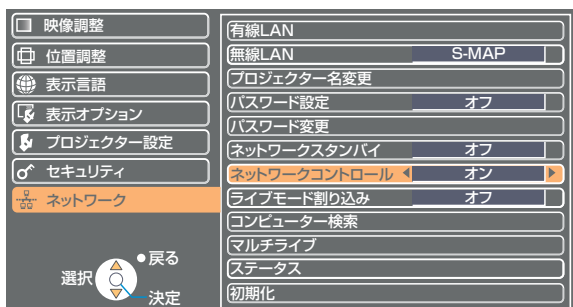 映像調整
位置調整
表示言語
表示オプション
プロジェクター設定
セキュリティ
ネットワーク
戻る
選択
決定
有線LAN
無線LAN S-MAP
プロジェクター名変更
パスワード設定 オフ
パスワード変更
ネットワークスタンバイ オフ
ネットワークコントロール オン
ライブモード割り込み オフ
コンピューター検索
マルチライブ
ステータス
初期化